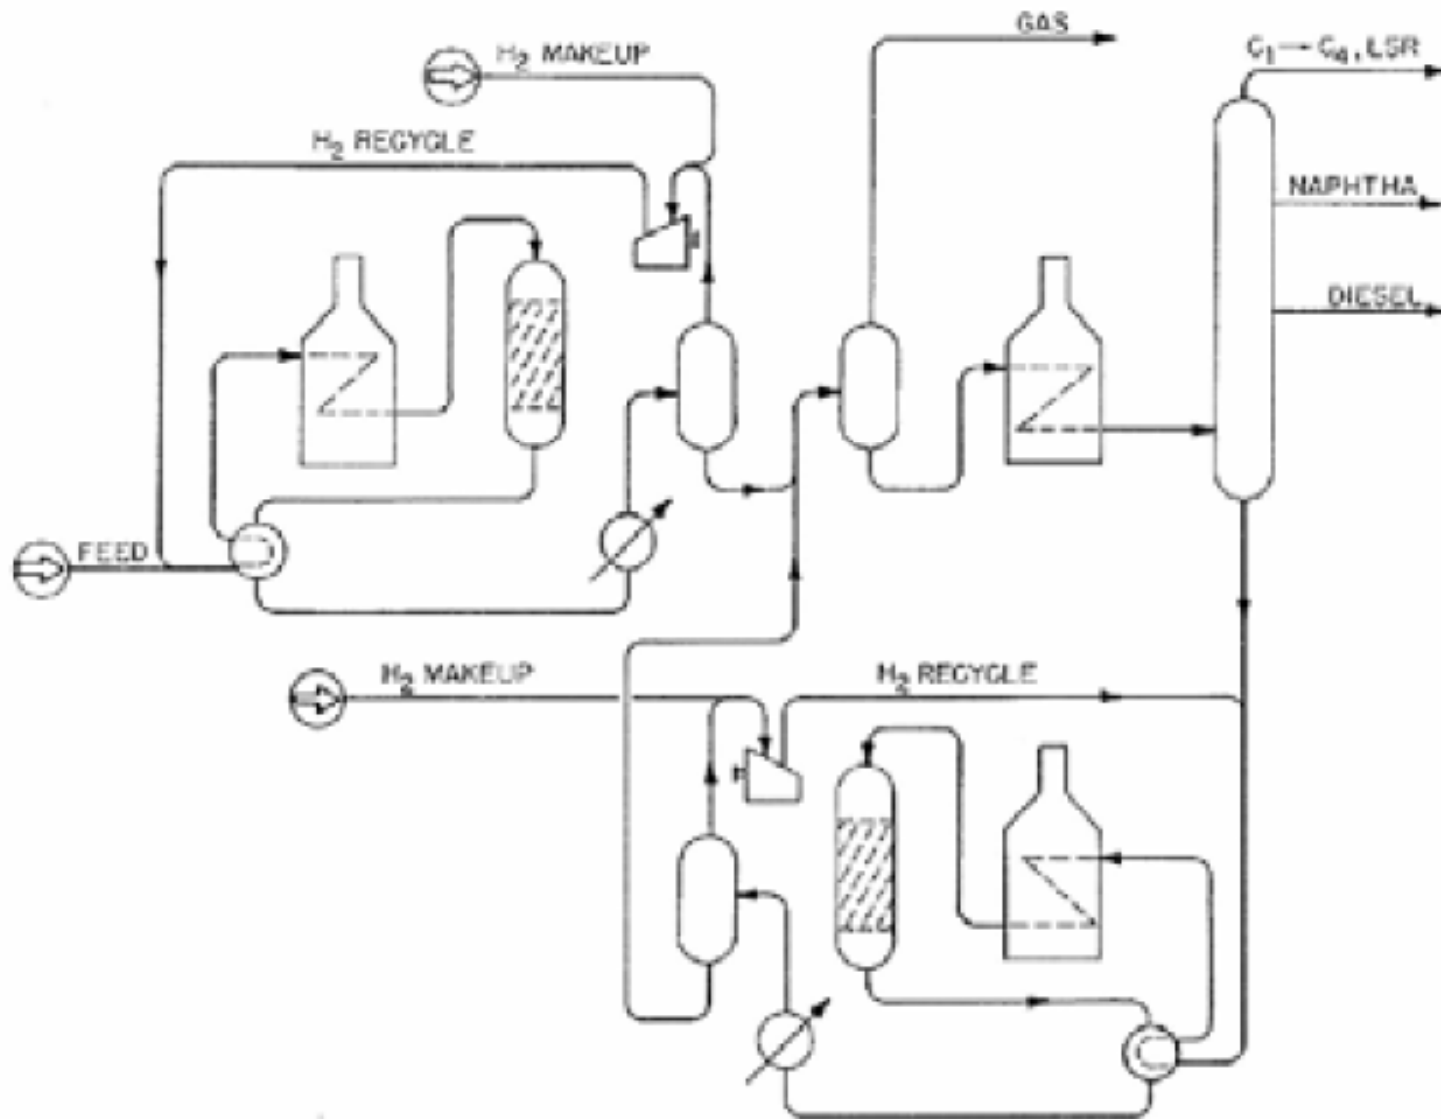 GAS
C₁ → C₄, LSR
H₂ MAKEUP
H₂ RECYCLE
NAPHTHA
DIESEL
FEED
H₂ MAKEUP
H₂ RECYCLE